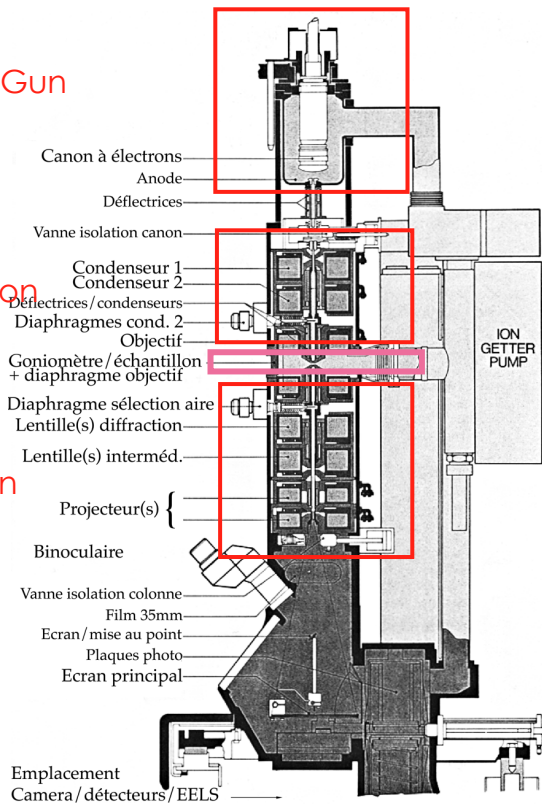 Gun
Canon à électrons
Anode
Déflectrices
Vanne isolation canon
Condenseur 1
Condenseur 2
on
Déflectrices/condenseurs
Diaphragmes cond. 2
Objectif
Goniomètre/échantillon
+ diaphragme objectif
ION
GETTER
PUMP
Diaphragme sélection aire
Lentille(s) diffraction
Lentille(s) interméd.
n
Projecteur(s) {
Binoculaire
Vanne isolation colonne
Film 35mm
Ecran/mise au point
Plaques photo
Ecran principal
Emplacement
Camera/détecteurs/EELS